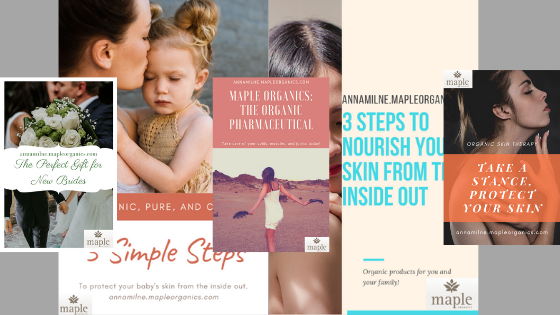 annamilne.mapleorganics.com
The Perfect Gift for
New Brides
maple
NIC, PURE, AND C
3 Simple Steps
To protect your baby's skin from the inside out.
annamilne.mapleorganics.com
maple
ANNAMILNE.MAPLEORGANICS.COM
MAPLE ORGANICS:
THE ORGANIC
PHARMACEUTICAL
maple
ANNAMILNE.MAPLEORGAN
3 STEPS TO
NOURISH YOU
SKIN FROM T
INSIDE OUT
Organic products for you and
your family!
maple
maple
ORGANIC SKIN THERAPY
TAKE A
STANCE,
PROTECT
YOUR SKIN
annamilne.mapleorganics.com